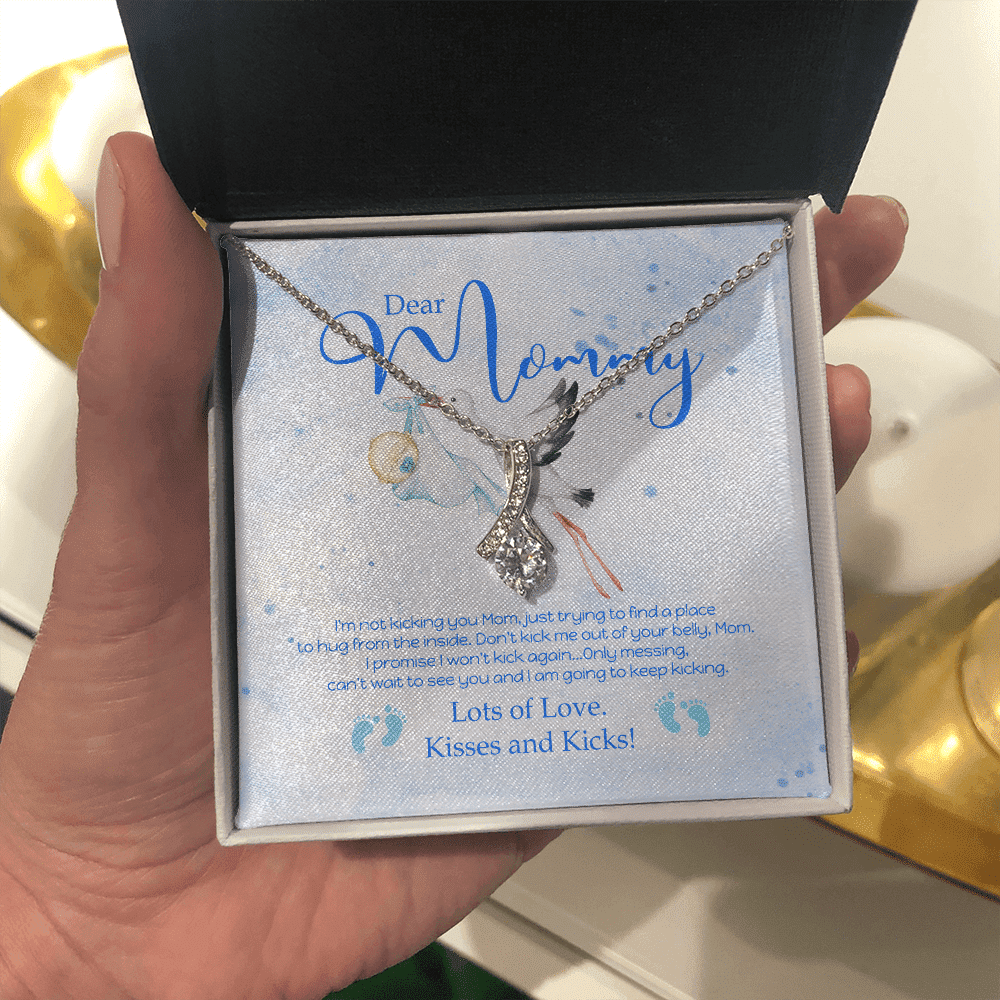 Dear
Mommy
I'm not kicking you Mom, just trying to find a place
to hug from the inside. Don't kick me out of your belly, Mom.
I promise I won't kick again...Only messing,
can't wait to see you and I am going to keep kicking.
Lots of Love.
Kisses and Kicks!